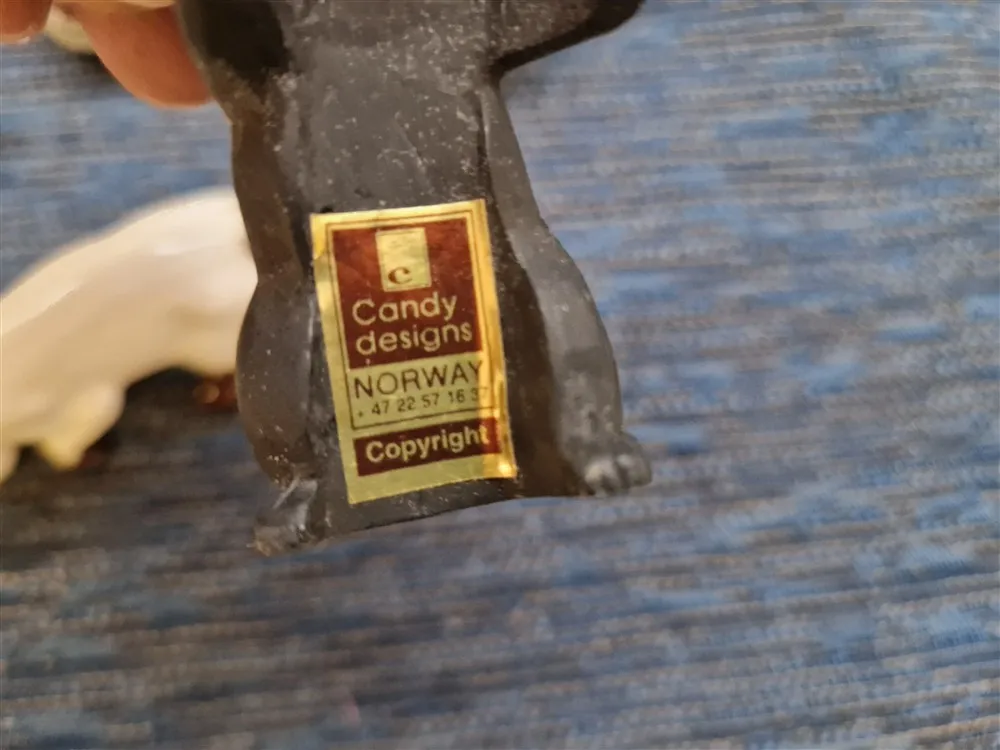 c
Candy
designs
NORWAY
+ 47 22 57 16 37
Copyright